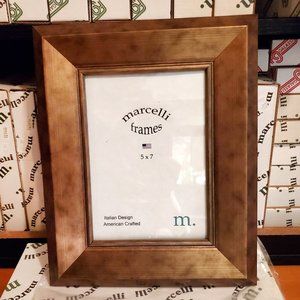 marcelli
frames
5 x 7
Italian Design
American Crafted
m.